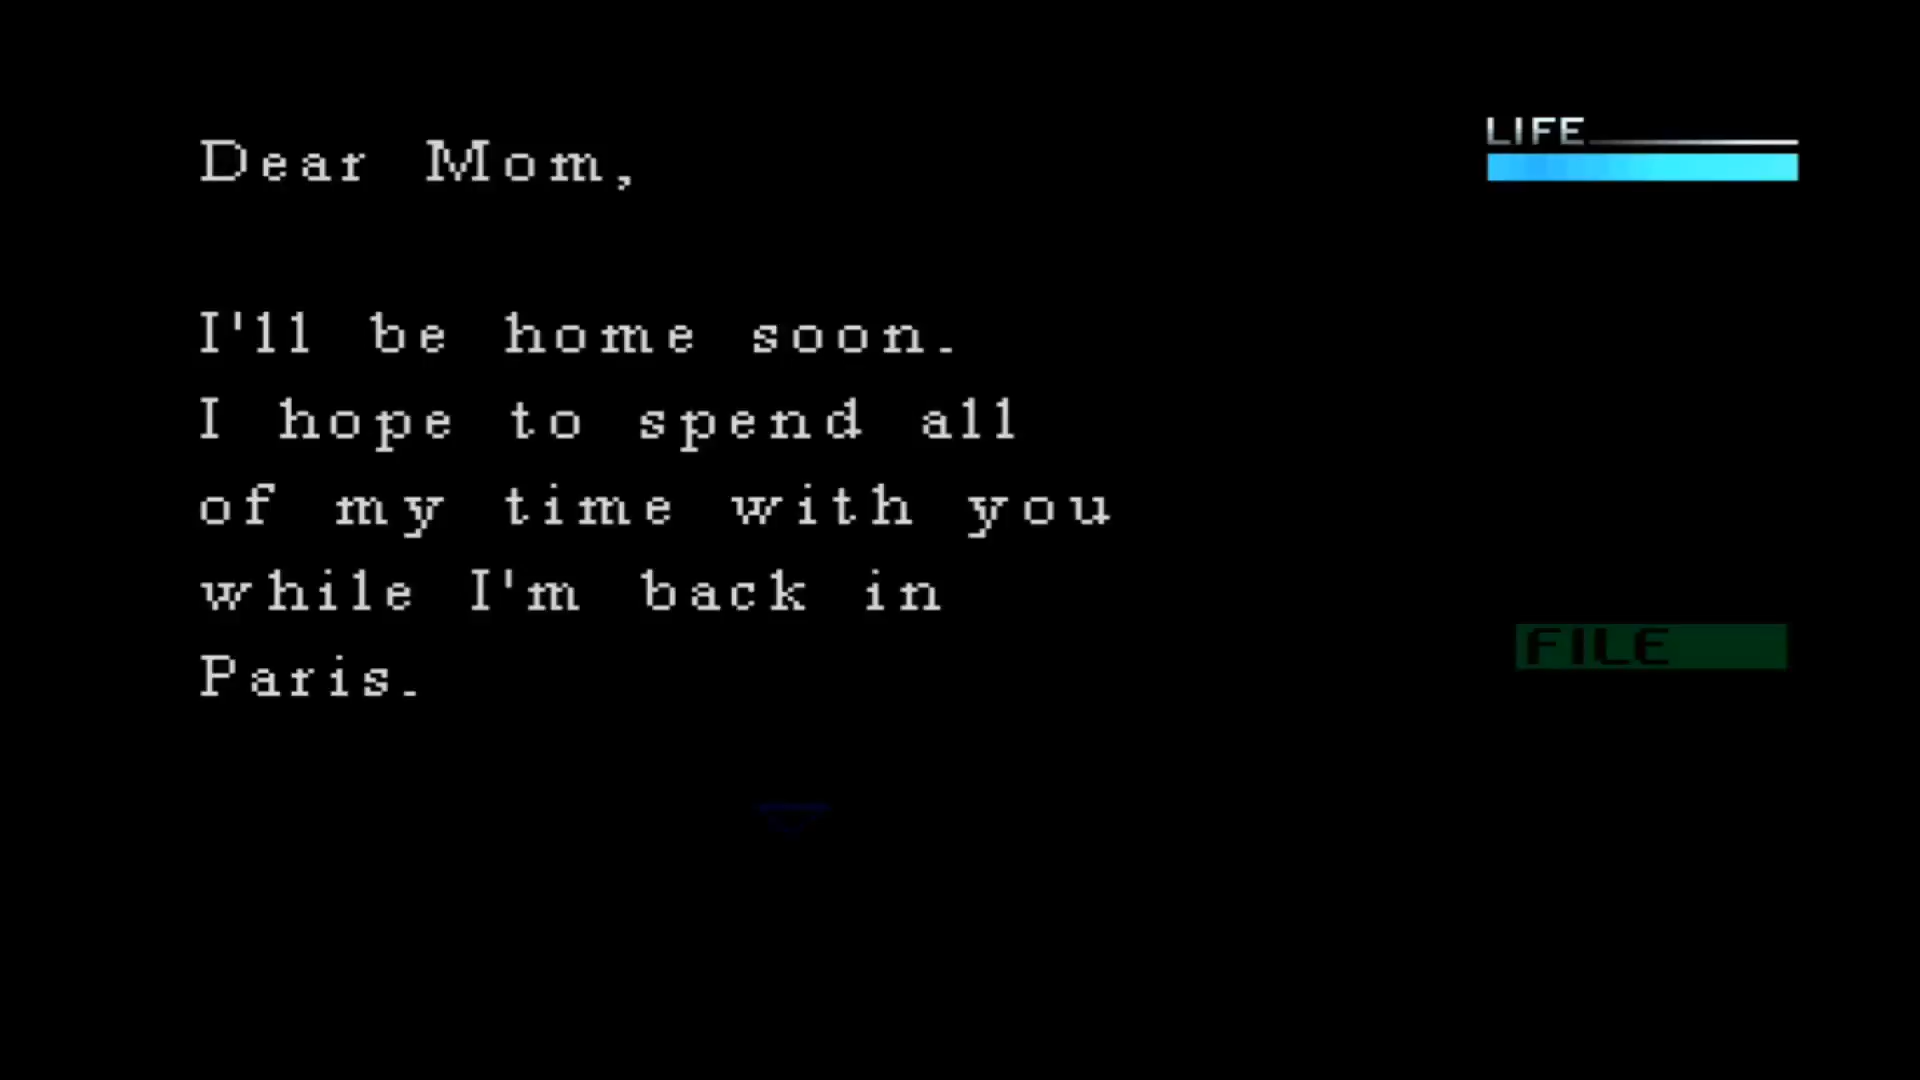 Dear Mom,
LIFE
I'll be home soon.
I hope to spend all
of my time with you
while I'm back in
Paris.
FILE